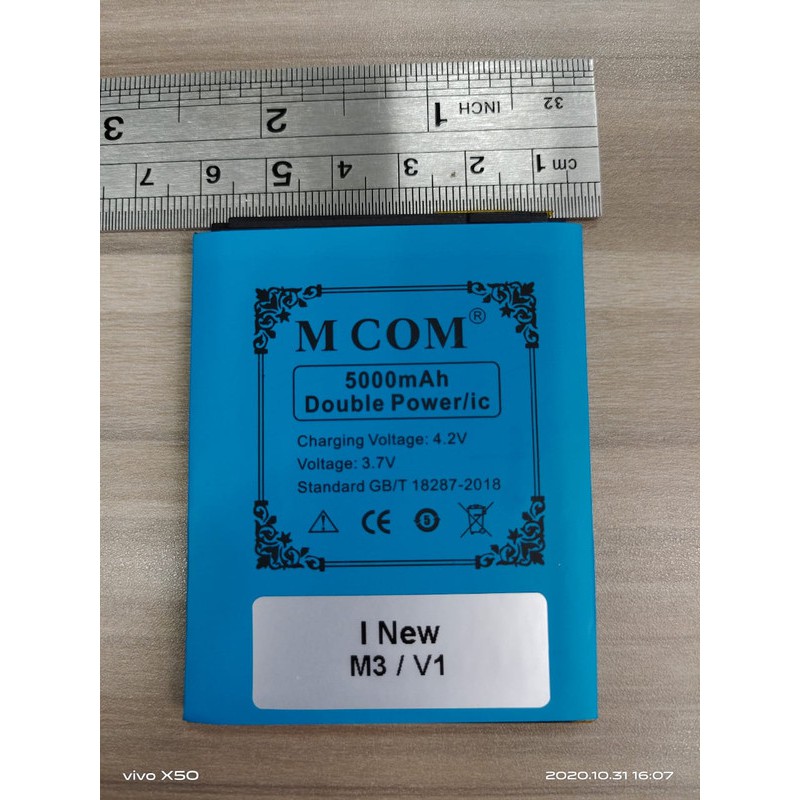 32
INCH 1 2 3
cm 1 2 3 4 5 6 7
M COM®
5000mAh
Double Power/ic
Charging Voltage: 4.2V
Voltage: 3.7V
Standard GB/T 18287-2018
CE 5
I New
M3 / V1
vivo X50
2020.10.31 16:07